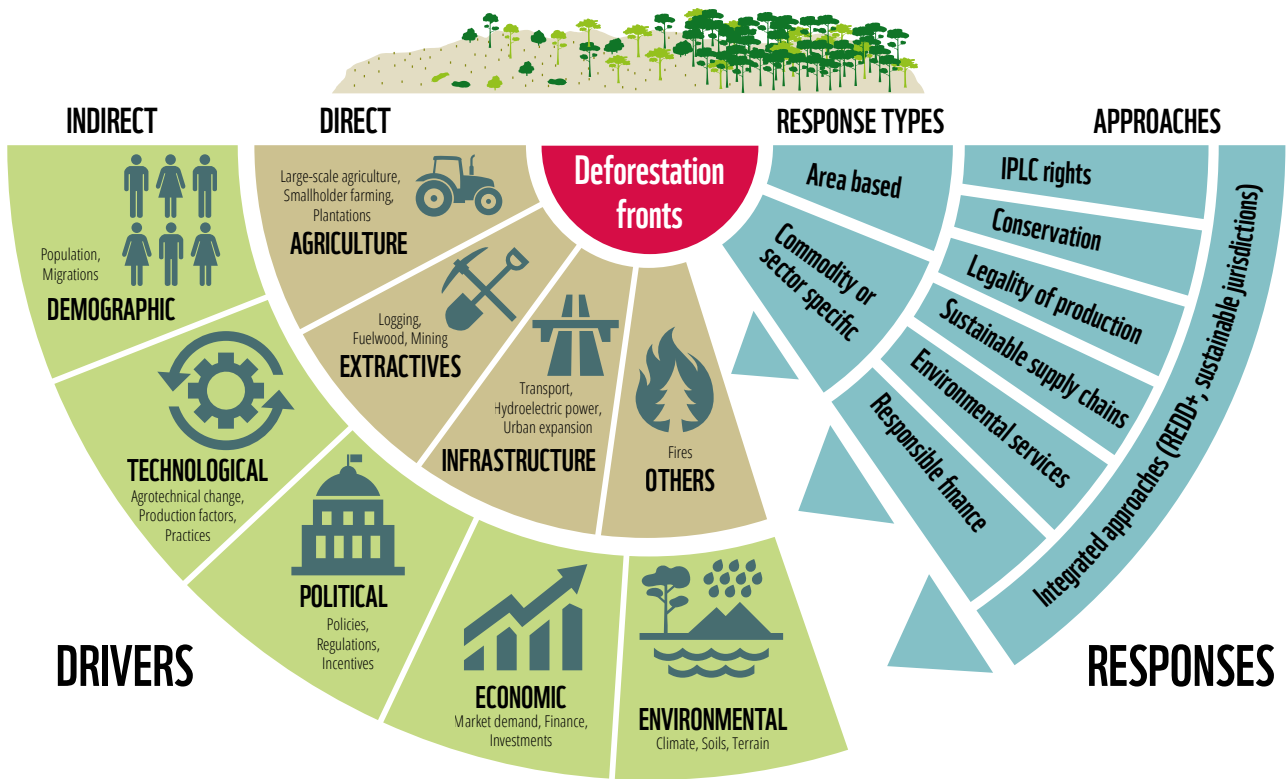 INDIRECT
DIRECT
RESPONSE TYPES
APPROACHES
Deforestation
fronts
Population,
Migrations
DEMOGRAPHIC
TECHNOLOGICAL
Agrotechnical change,
Production factors,
Practices
POLITICAL
Policies,
Regulations,
Incentives
ECONOMIC
Market demand, Finance,
Investments
ENVIRONMENTAL
Climate, Soils, Terrain
Large-scale agriculture,
Smallholder farming,
Plantations
AGRICULTURE
Logging,
Fuelwood, Mining
EXTRACTIVES
Transport,
Hydroelectric power,
Urban expansion
INFRASTRUCTURE
Fires
OTHERS
Area based
Commodity or
sector specific
IPLC rights
Conservation
Legality of production
Sustainable supply chains
Environmental services
Responsible finance
Integrated approaches (REDD+, sustainable jurisdictions)
DRIVERS
RESPONSES